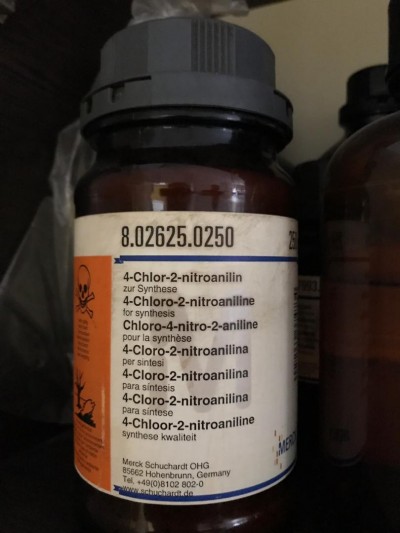 8.02625.0250
4-Chlor-2-nitroanilin
zur Synthese
4-Chloro-2-nitroaniline
for synthesis
Chloro-4-nitro-2-aniline
pour la synthèse
4-Cloro-2-nitroanilina
per sintesi
4-Cloro-2-nitroanilina
para síntesis
4-Cloro-2-nitroanilina
para síntese
4-Chloor-2-nitroaniline
synthese kwaliteit
Merck Schuchardt OHG
85662 Hohenbrunn, Germany
Tel. +49(0)8102 802-0
www.schuchardt.de
MERCK